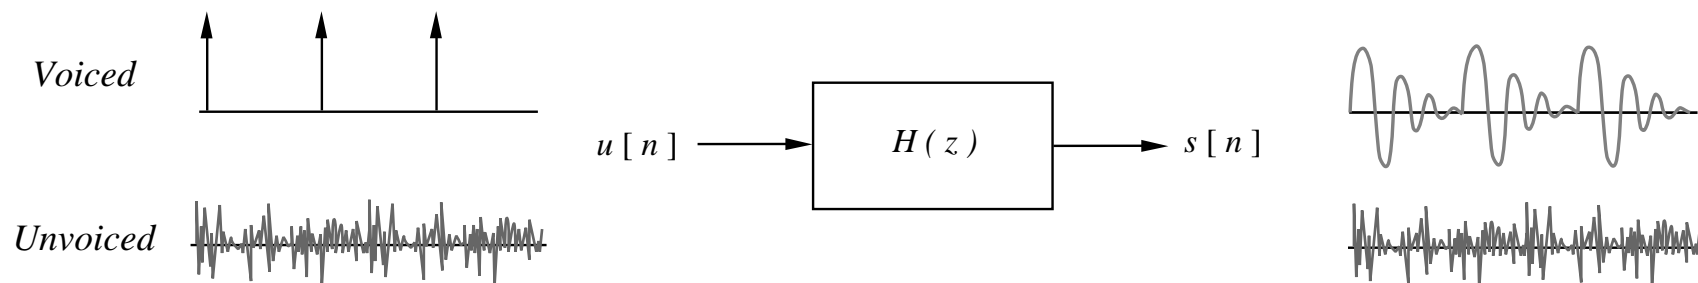 Voiced
u [ n ]
H ( z )
s [ n ]
Unvoiced